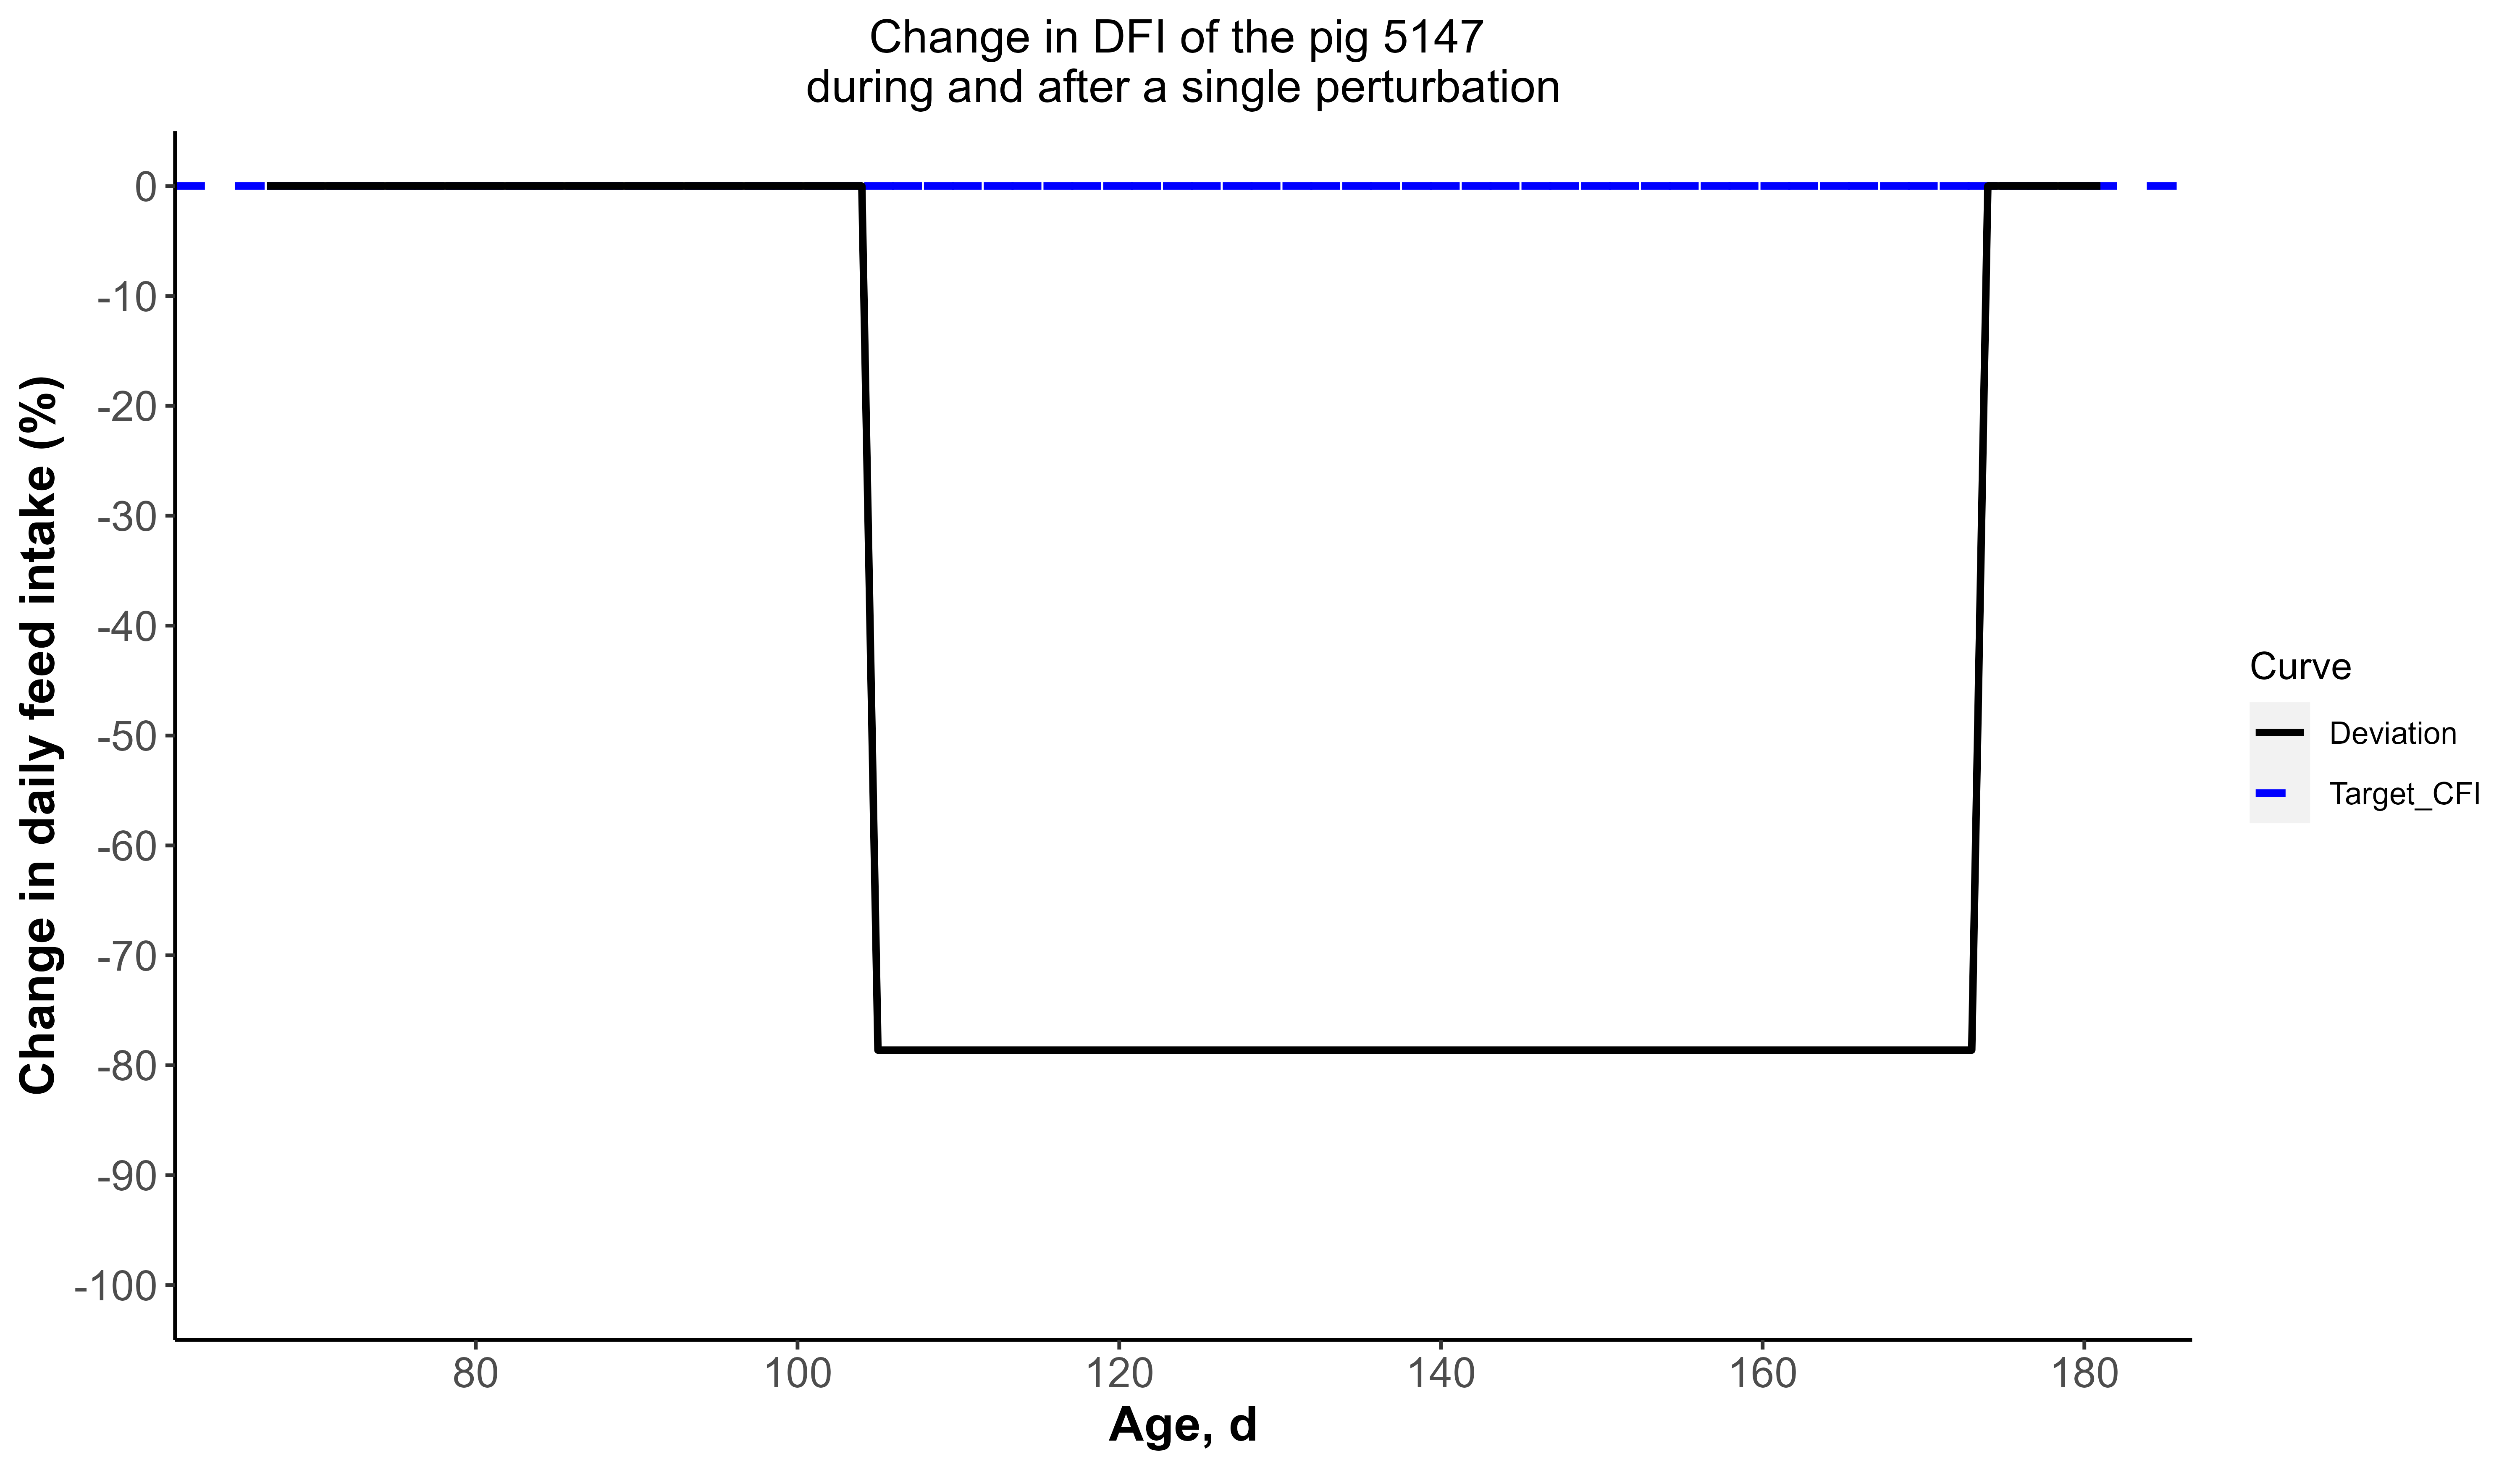 Change in DFI of the pig 5147
during and after a single perturbation
Change in daily feed intake (%)
0
-10
-20
-30
-40
-50
-60
-70
-80
-90
-100
80
100
120
140
160
180
Age, d
Curve
Deviation
Target_CFI